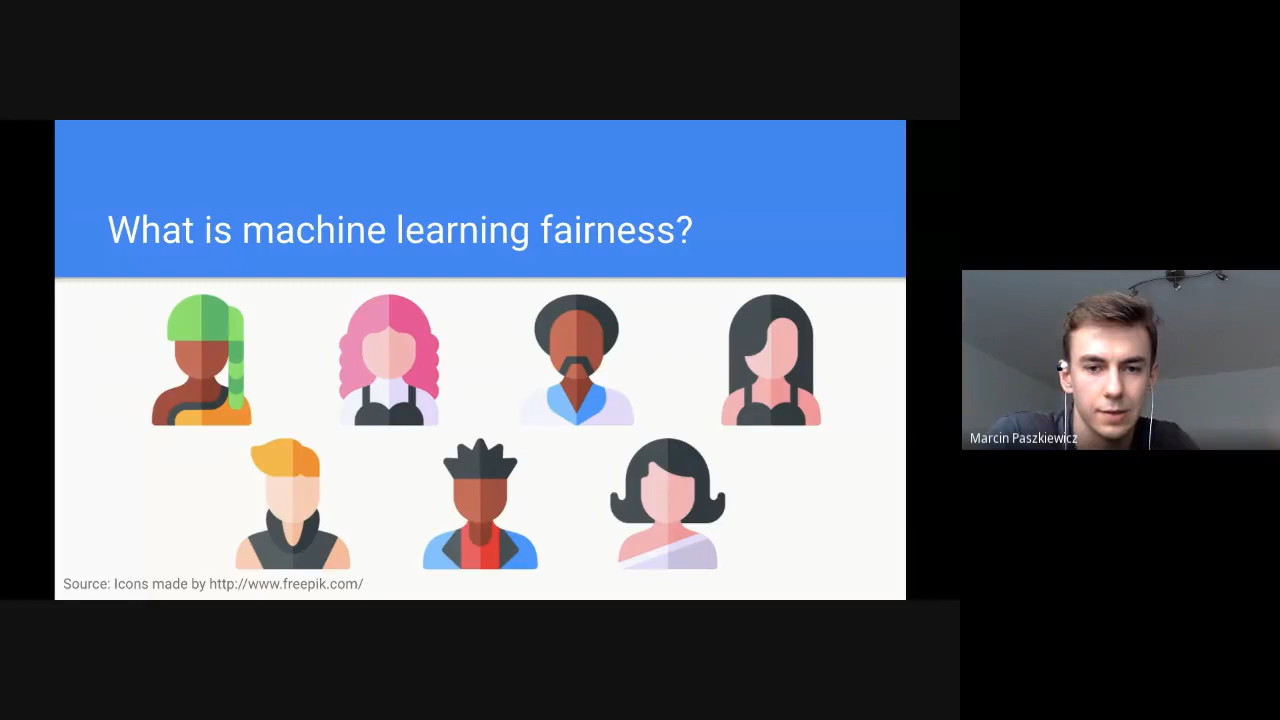 What is machine learning fairness?
Marcin Paszkiewicz
Source: Icons made by http://www.freepik.com/